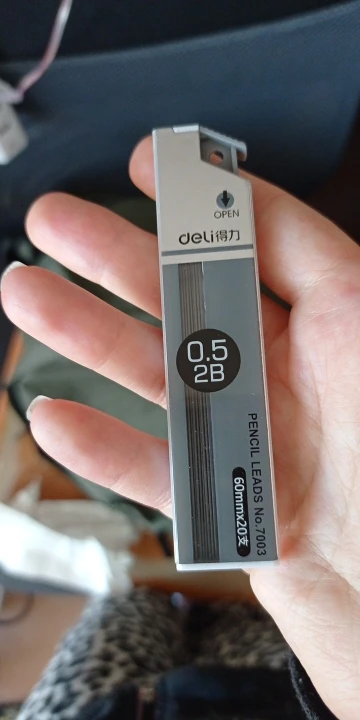 OPEN
deli得力
0.5
2B
PENCIL LEADS No.7003
60mmx20支